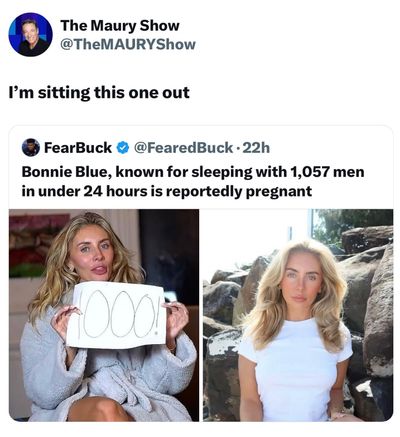 The Maury Show
@TheMAURYShow
I’m sitting this one out
FearBuck @FearedBuck · 22h
Bonnie Blue, known for sleeping with 1,057 men
in under 24 hours is reportedly pregnant